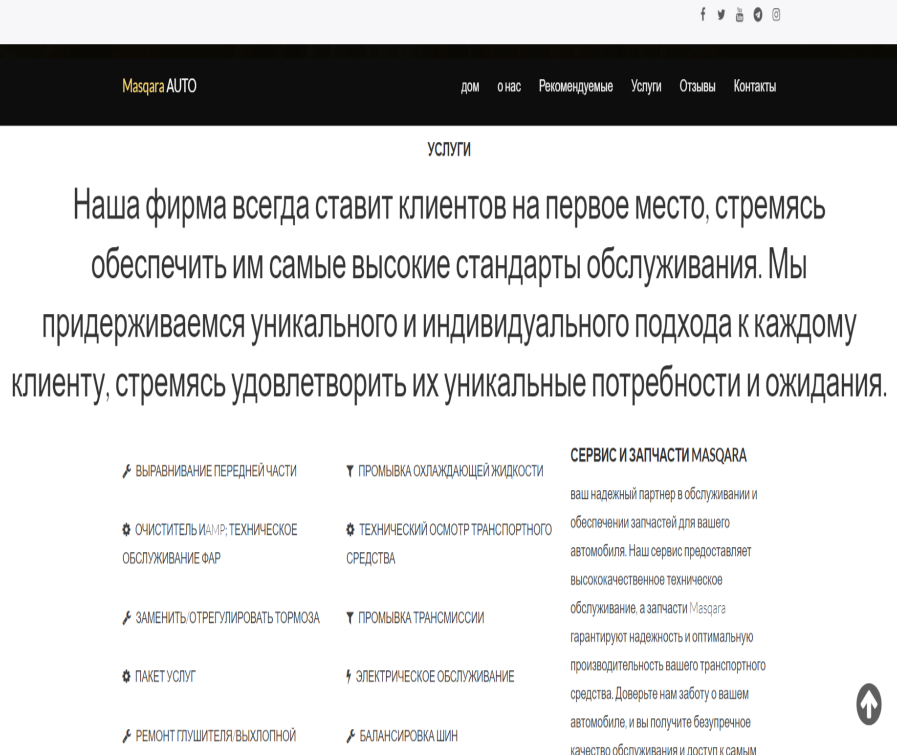 Masqara AUTO
дом о нас Рекомендуемые Услуги Отзывы Контакты
УСЛУГИ
Наша фирма всегда ставит клиентов на первое место, стремясь
обеспечить им самые высокие стандарты обслуживания. Мы
придерживаемся уникального и индивидуального подхода к каждому
клиенту, стремясь удовлетворить их уникальные потребности и ожидания.
ВЫРАВНИВАНИЕ ПЕРЕДНЕЙ ЧАСТИ
ОЧИСТИТЕЛЬ ИAMP; ТЕХНИЧЕСКОЕ
ОБСЛУЖИВАНИЕ ФАР
ЗАМЕНИТЬ/ОТРЕГУЛИРОВАТЬ ТОРМОЗА
ПАКЕТ УСЛУГ
РЕМОНТ ГЛУШИТЕЛЯ/ВЫХЛОПНОЙ
ПРОМЫВКА ОХЛАЖДАЮЩЕЙ ЖИДКОСТИ
ТЕХНИЧЕСКИЙ ОСМОТР ТРАНСПОРТНОГО
СРЕДСТВА
ПРОМЫВКА ТРАНСМИССИИ
ЭЛЕКТРИЧЕСКОЕ ОБСЛУЖИВАНИЕ
БАЛАНСИРОВКА ШИН
СЕРВИС И ЗАПЧАСТИ MASQARA
ваш надежный партнер в обслуживании и
обеспечении запчастей для вашего
автомобиля. Наш сервис предоставляет
высококачественное техническое
обслуживание, а запчасти Masqara
гарантируют надежность и оптимальную
производительность вашего транспортного
средства. Доверьте нам заботу о вашем
автомобиле, и вы получите безупречное
качество обслуживания и доступ к самым